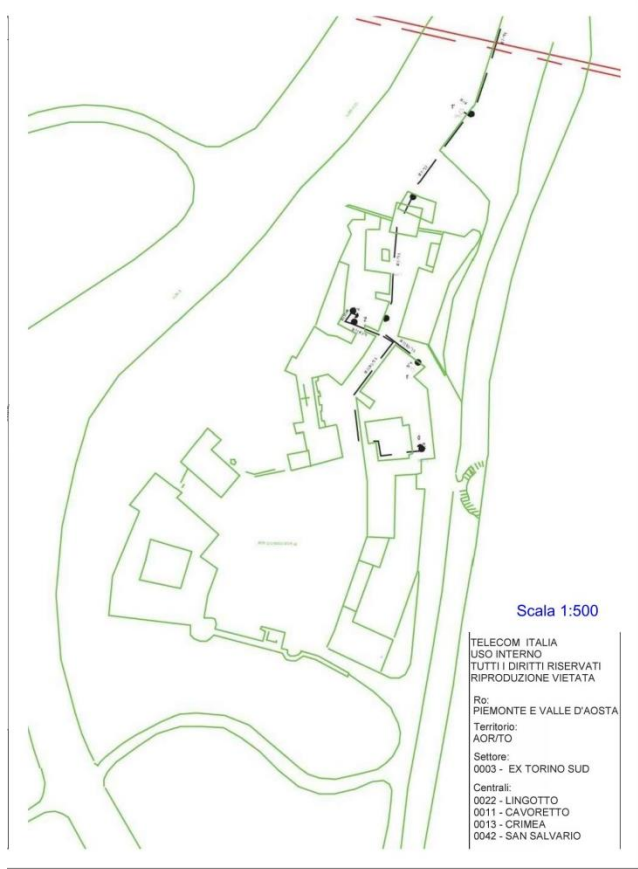 Scala 1:500
TELECOM ITALIA
USO INTERNO
TUTTI I DIRITTI RISERVATI
RIPRODUZIONE VIETATA
Ro:
PIEMONTE E VALLE D'AOSTA
Territorio:
AOR/TO
Settore:
0003 - EX TORINO SUD
Centrali:
0022 - LINGOTTO
0011 - CAVORETTO
0013 - CRIMEA
0042 - SAN SALVARIO